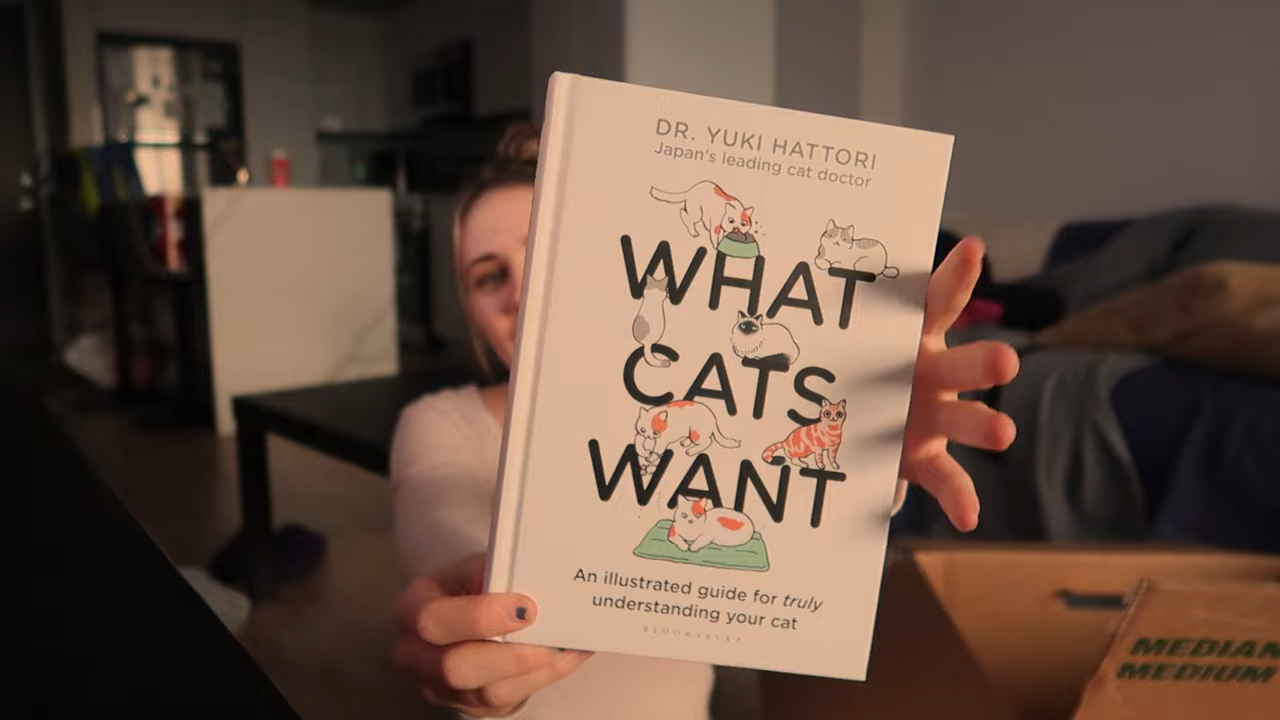 DR. YUKI HATTORI
Japan's leading cat doctor
WHAT
CATS
WANT
An illustrated guide for truly
understanding your cat
BLOOMSBURY
MEDIAN
MEDIUM